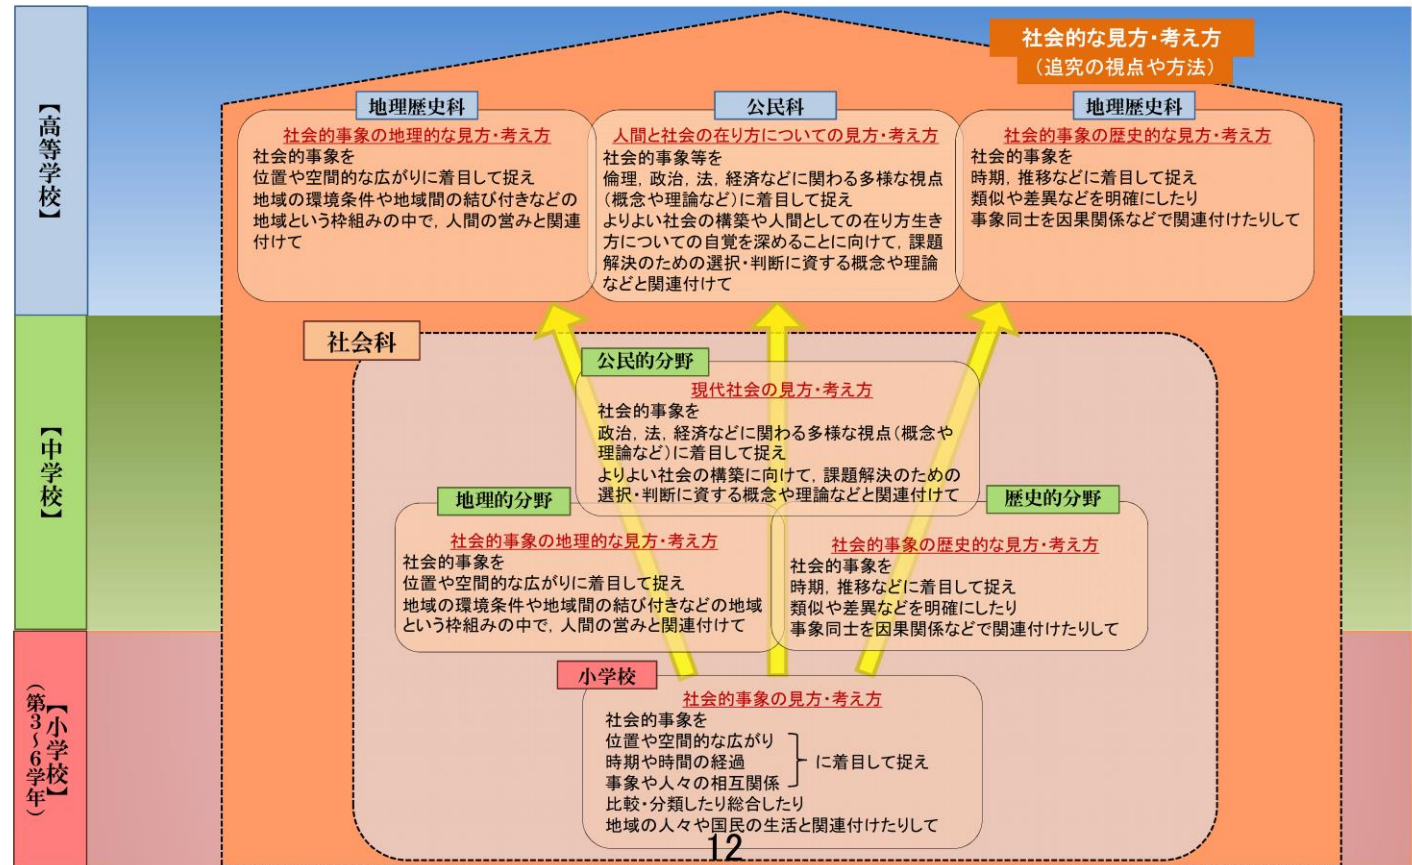 社会的な見方・考え方
（追究の視点や方法）
【高等学校】
地理歴史科
社会的事象の地理的な見方・考え方
社会的事象を
位置や空間的な広がりに着目して捉え
地域の環境条件や地域間の結び付きなどの
地域という枠組みの中で，人間の営みと関連
付けて
公民科
人間と社会の在り方についての見方・考え方
社会的事象等を
倫理，政治，法，経済などに関わる多様な視点
（概念や理論など）に着目して捉え
よりよい社会の構築や人間としての在り方生き
方についての自覚を深めることに向けて，課題
解決のための選択・判断に資する概念や理論
などと関連付けて
地理歴史科
社会的事象の歴史的な見方・考え方
社会的事象を
時期，推移などに着目して捉え
類似や差異などを明確にしたり
事象同士を因果関係などで関連付けたりして
【中学校】
社会科
公民的分野
現代社会の見方・考え方
社会的事象を
政治，法，経済などに関わる多様な視点（概念や
理論など）に着目して捉え
よりよい社会の構築に向けて，課題解決のための
選択・判断に資する概念や理論などと関連付けて
地理的分野
社会的事象の地理的な見方・考え方
社会的事象を
位置や空間的な広がりに着目して捉え
地域の環境条件や地域間の結び付きなどの地域
という枠組みの中で，人間の営みと関連付けて
歴史的分野
社会的事象の歴史的な見方・考え方
社会的事象を
時期，推移などに着目して捉え
類似や差異などを明確にしたり
事象同士を因果関係などで関連付けたりして
【小学校】
（第3～6学年）
小学校
社会的事象の見方・考え方
社会的事象を
位置や空間的な広がり
時期や時間の経過
事象や人々の相互関係
に着目して捉え
比較・分類したり総合したり
地域の人々や国民の生活と関連付けたりして
12